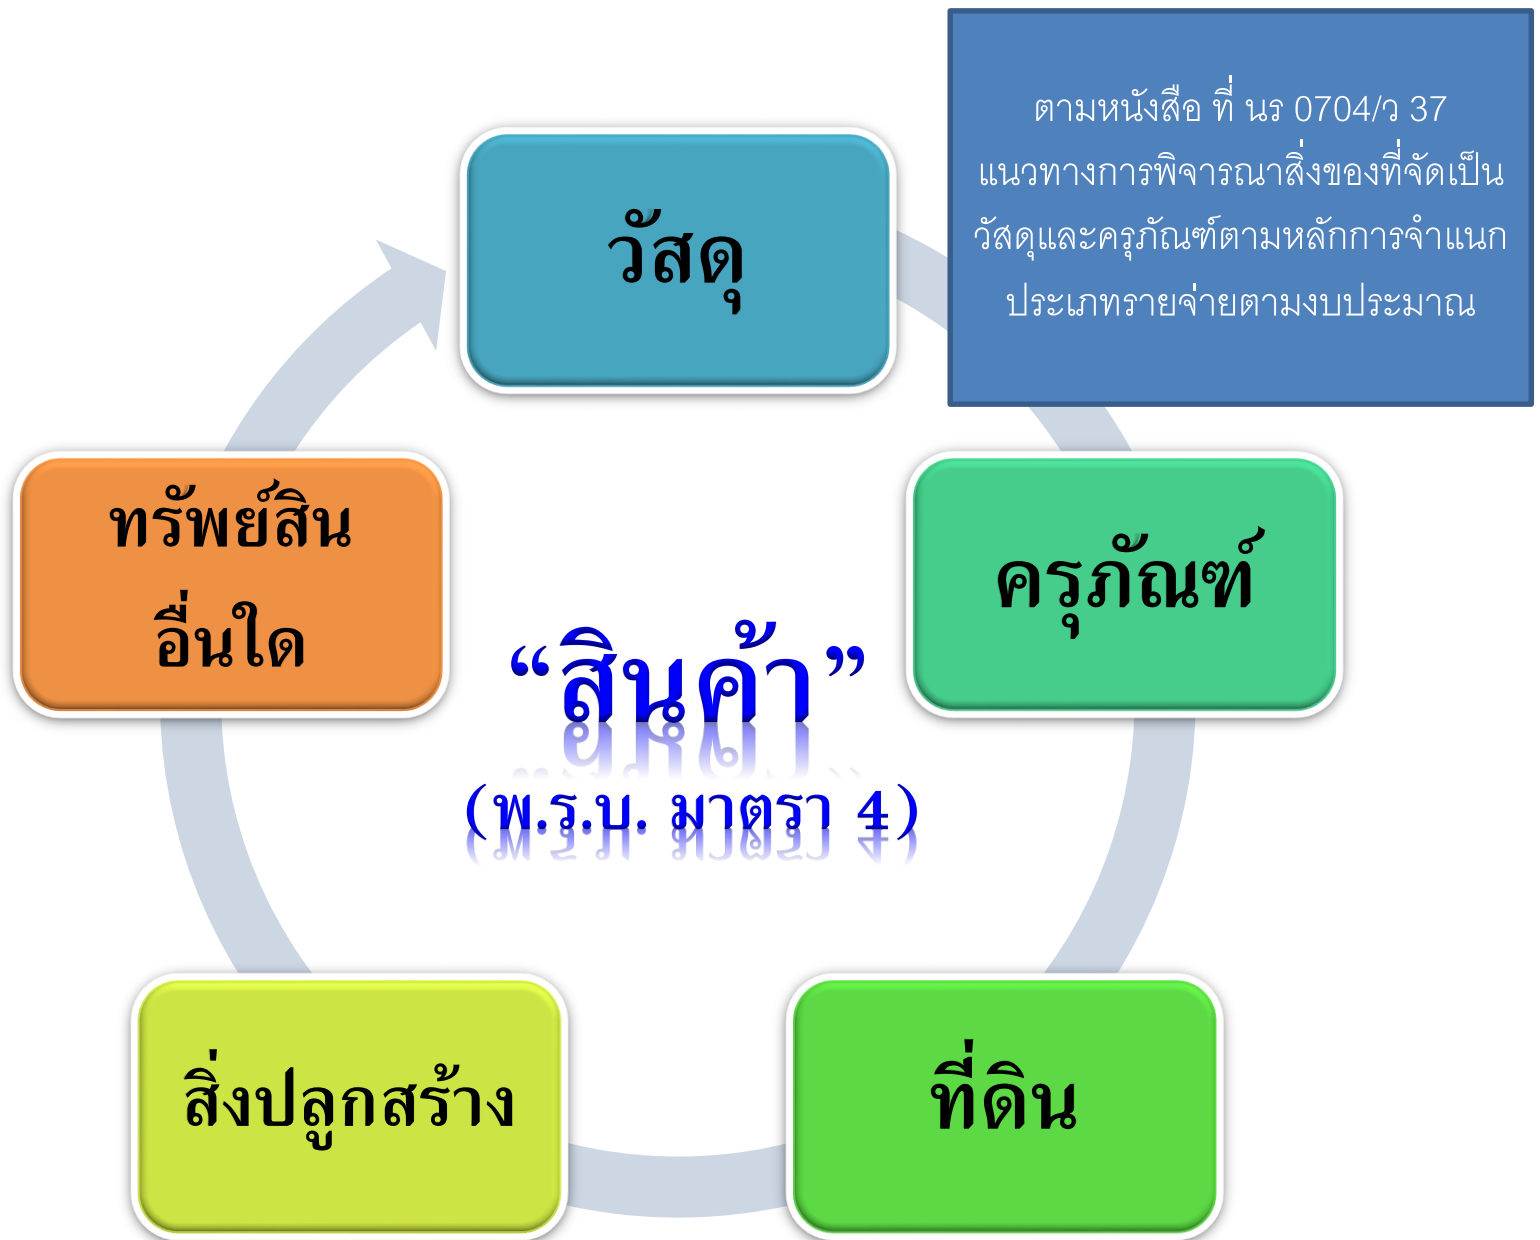 ตามหนังสือ ที่ นร 0704/ว 37
แนวทางการพิจารณาสิ่งของที่จัดเป็น
วัสดุและครุภัณฑ์ตามหลักการจำแนก
ประเภทรายจ่ายตามงบประมาณ
วัสดุ
ครุภัณฑ์
ที่ดิน
สิ่งปลูกสร้าง
ทรัพย์สิน
อื่นใด
“สินค้า”
(พ.ร.บ. มาตรา 4)